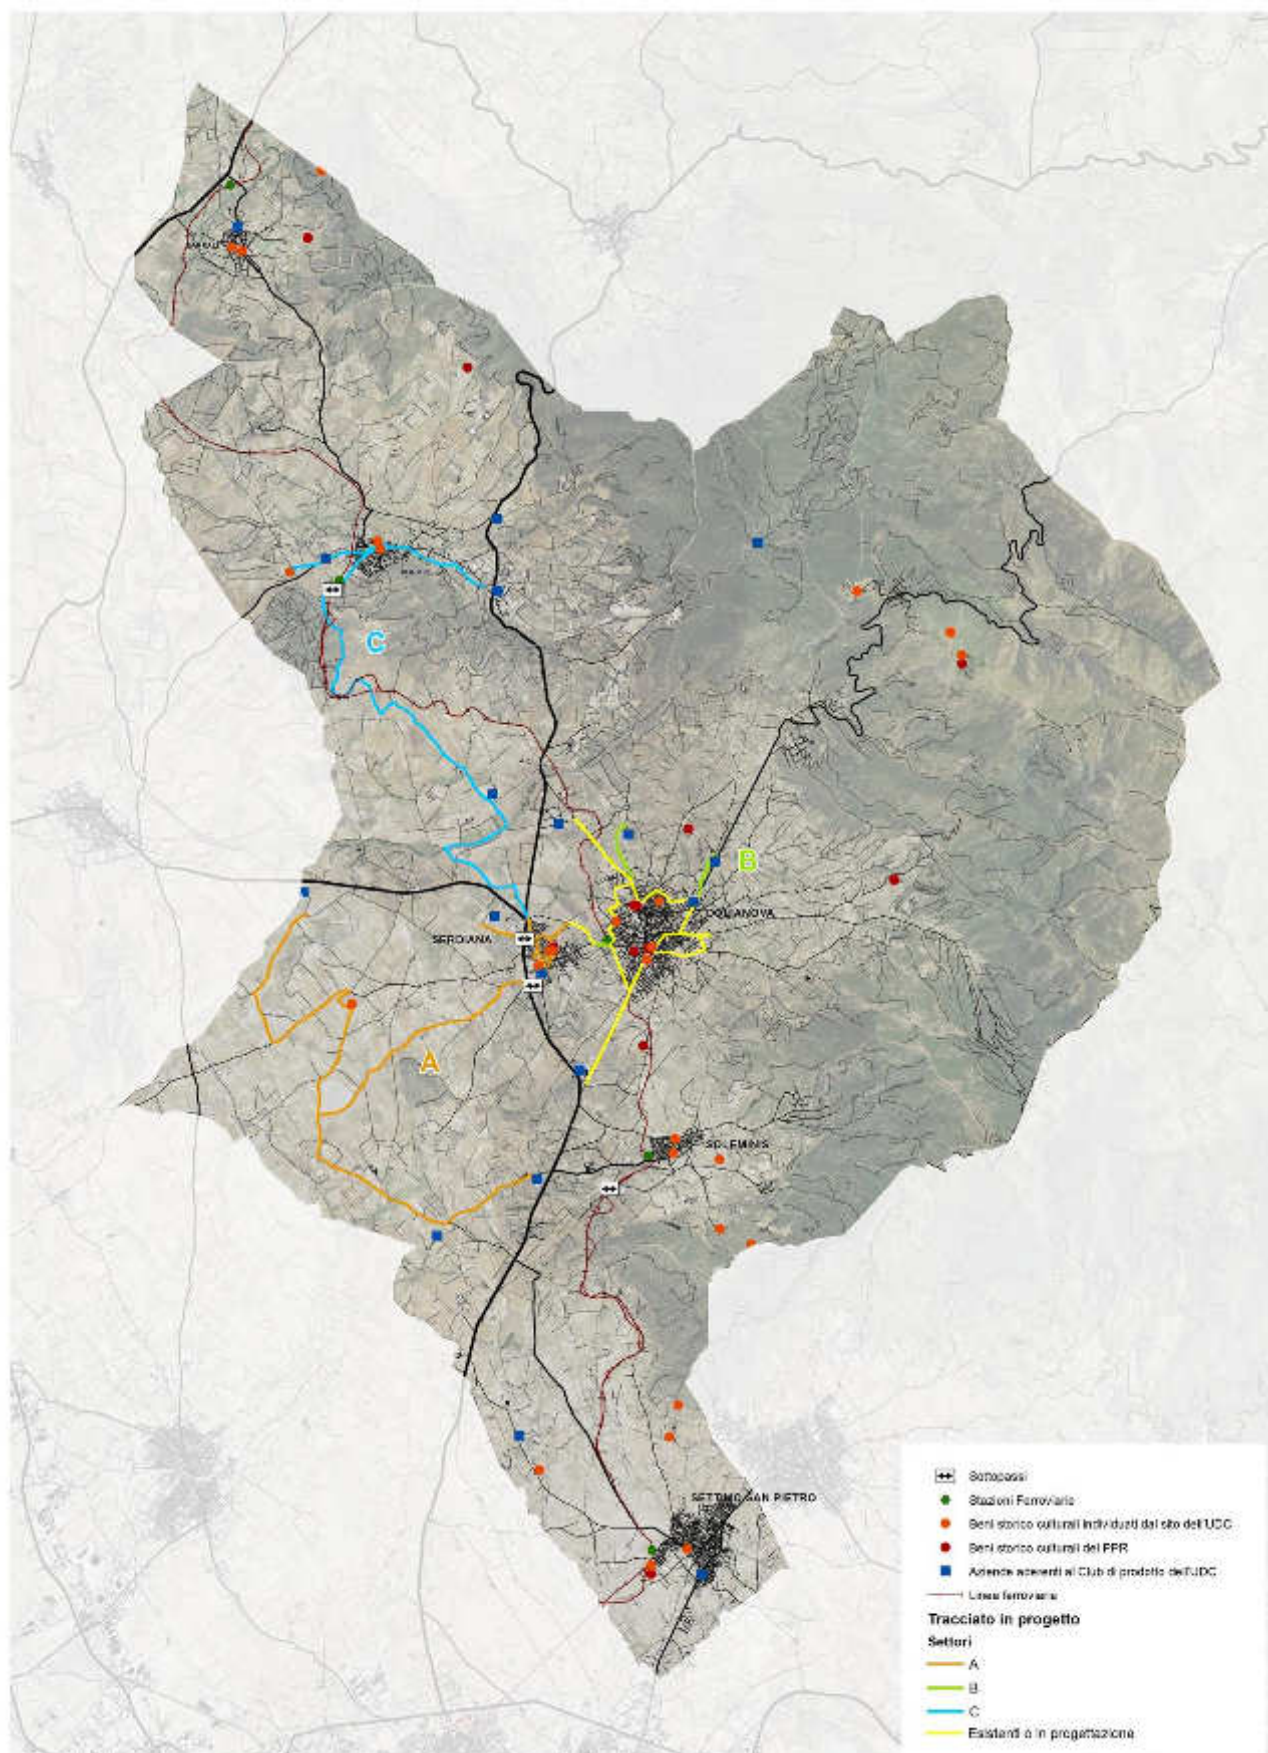 C
B
DOLIANOVA
SERDIANA
A
SOLEMINIS
SETTIMO SAN PIETRO
Sottopassi
Stazioni Ferroviarie
Beni storico culturali individuati dal sito dell'UDC
Beni storico culturali del PPR
Aziende aderenti al Club di prodotto dell'UDC
Linea ferroviaria
Tracciato in progetto
Settori
A
B
C
Esistenti o in progettazione